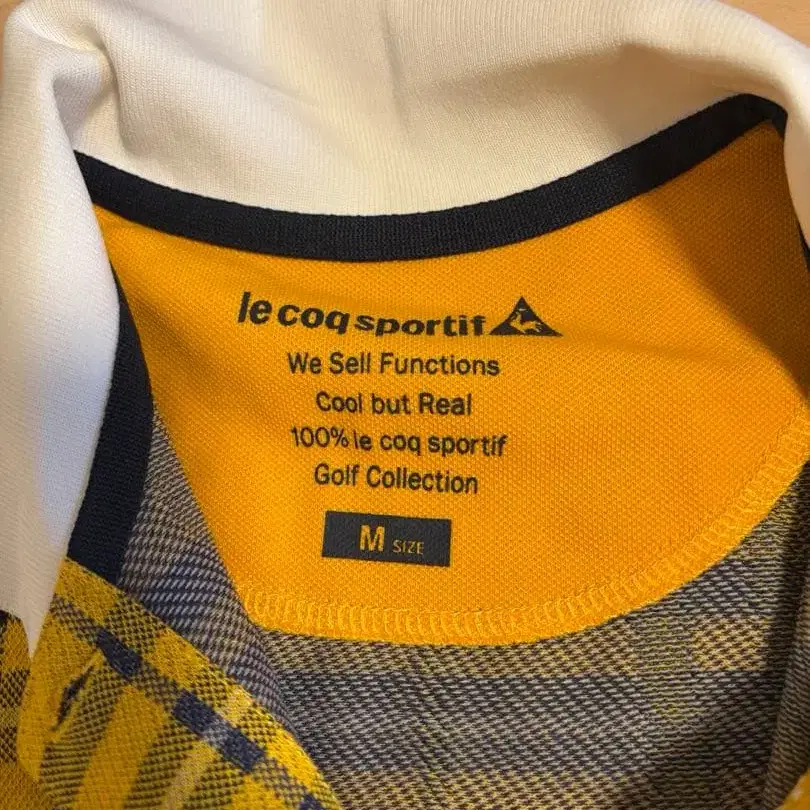 le coq sportif
We Sell Functions
Cool but Real
100% le coq sportif
Golf Collection
M SIZE